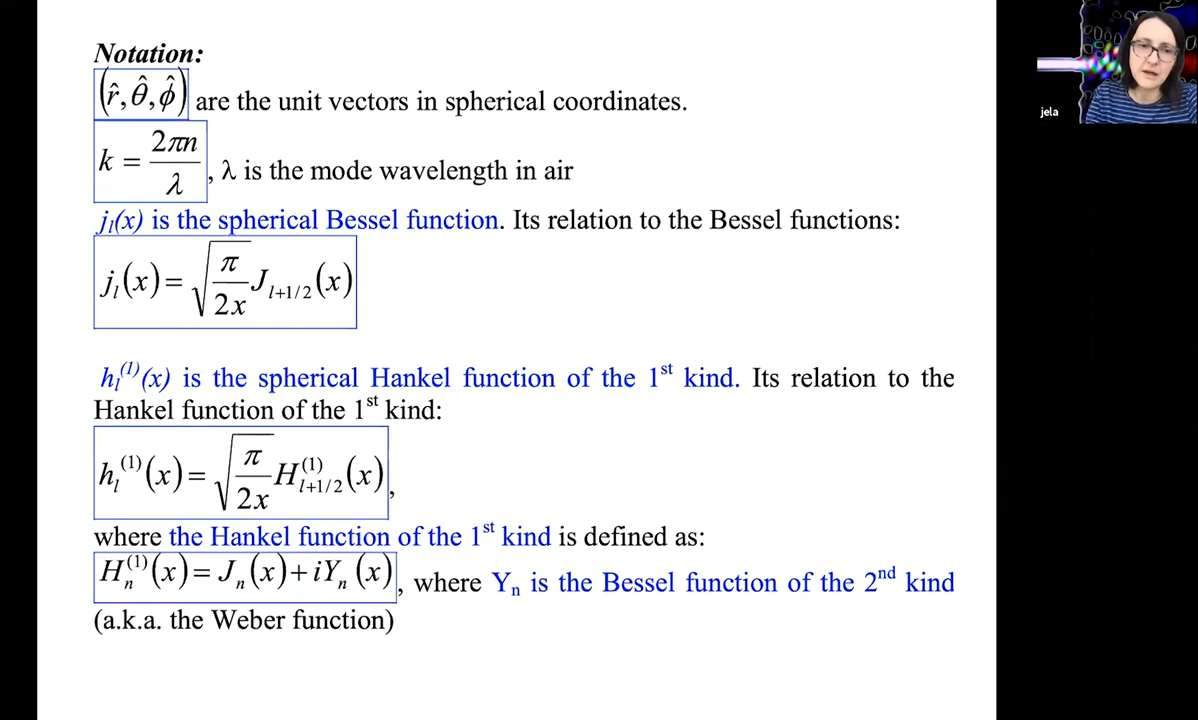 Notation:
(r̂, θ̂, ϕ̂) are the unit vectors in spherical coordinates.
k = 2πn/λ, λ is the mode wavelength in air
jₗ(x) is the spherical Bessel function. Its relation to the Bessel functions:
jₗ(x) = √(π/2x) J_{l+1/2}(x)
hₗ⁽¹⁾(x) is the spherical Hankel function of the 1st kind. Its relation to the
Hankel function of the 1st kind:
hₗ⁽¹⁾(x) = √(π/2x) H⁽¹⁾_{l+1/2}(x),
where the Hankel function of the 1st kind is defined as:
Hₙ⁽¹⁾(x) = Jₙ(x) + iYₙ(x), where Yₙ is the Bessel function of the 2nd kind
(a.k.a. the Weber function)
jela